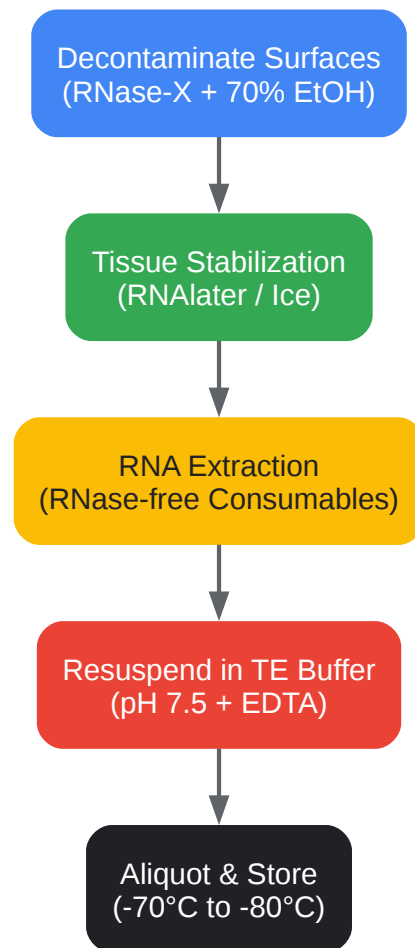 Decontaminate Surfaces
(RNase-X + 70% EtOH)
Tissue Stabilization
(RNAlater / Ice)
RNA Extraction
(RNase-free Consumables)
Resuspend in TE Buffer
(pH 7.5 + EDTA)
Aliquot & Store
(-70°C to -80°C)